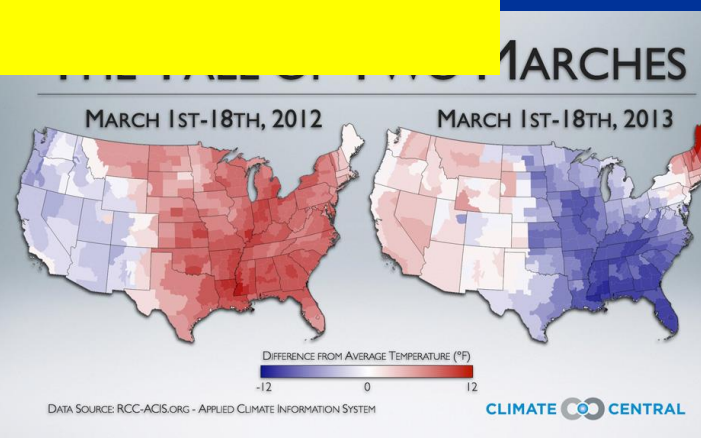 MARCHES
MARCH 1ST-18TH, 2012
MARCH 1ST-18TH, 2013
DIFFERENCE FROM AVERAGE TEMPERATURE (°F)
-12 0 12
DATA SOURCE: RCC-ACIS.ORG - APPLIED CLIMATE INFORMATION SYSTEM
CLIMATE CENTRAL